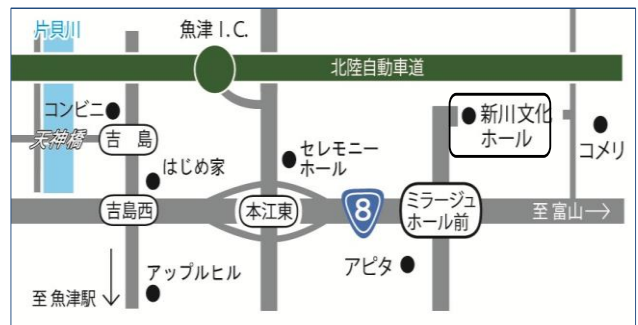 片貝川
魚津 I.C.
北陸自動車道
コンビニ
天神橋
吉 島
新川文化
ホール
コメリ
はじめ家
セレモニー
ホール
吉島西
本江東
8
ミラージュ
ホール前
至富山→
アピタ
アップルヒル
至魚津駅